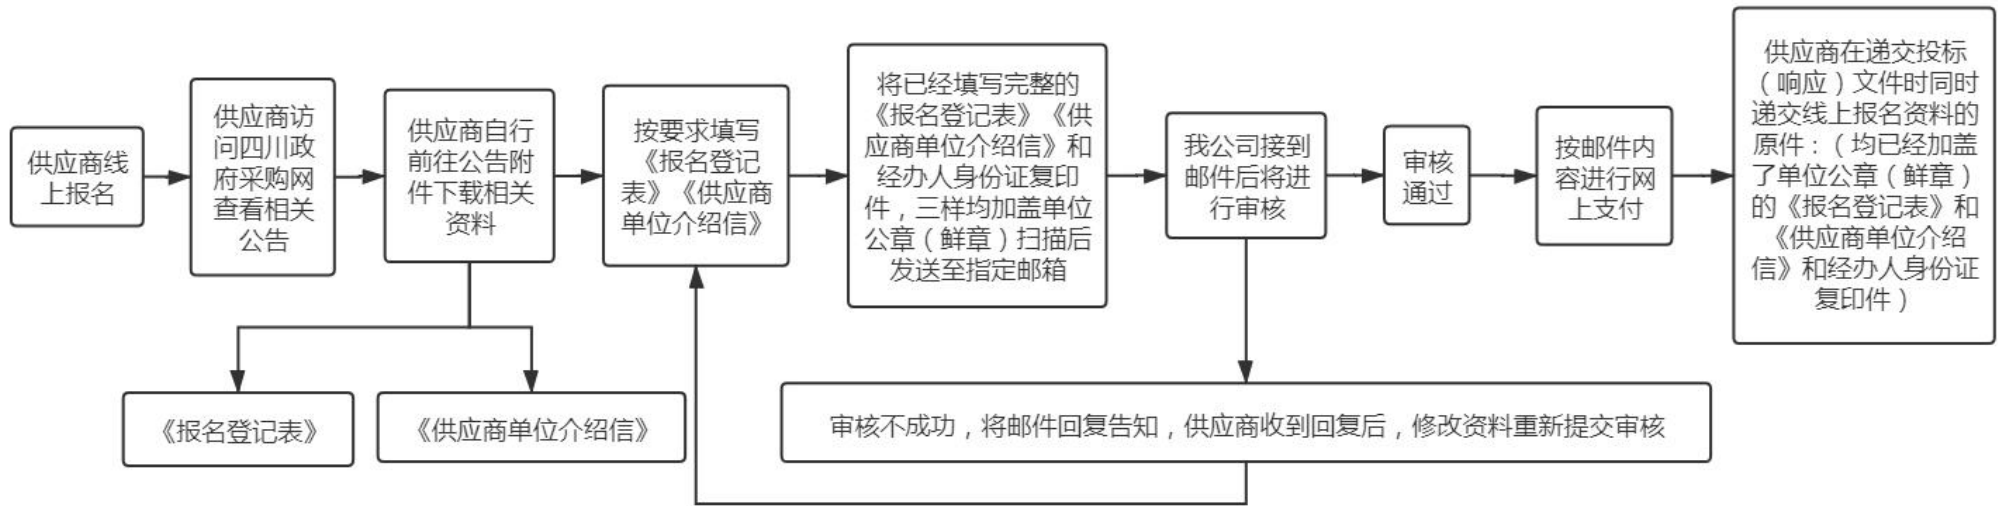 供应商线
上报名
供应商访
问四川政
府采购网
查看相关
公告
供应商自行
前往公告附
件下载相关
资料
《报名登记表》
《供应商单位介绍信》
按要求填写
《报名登记
表》《供应商
单位介绍信》
将已经填写完整的
《报名登记表》《供
应商单位介绍信》和
经办人身份证复印
件，三样均加盖单位
公章（鲜章）扫描后
发送至指定邮箱
我公司接到
邮件后将进
行审核
审核不成功，将邮件回复告知，供应商收到回复后，修改资料重新提交审核
审核
通过
按邮件内
容进行网
上支付
供应商在递交投标
（响应）文件时同时
递交线上报名资料的
原件：（均已经加盖
了单位公章（鲜章）
的《报名登记表》和
《供应商单位介绍
信》和经办人身份证
复印件）